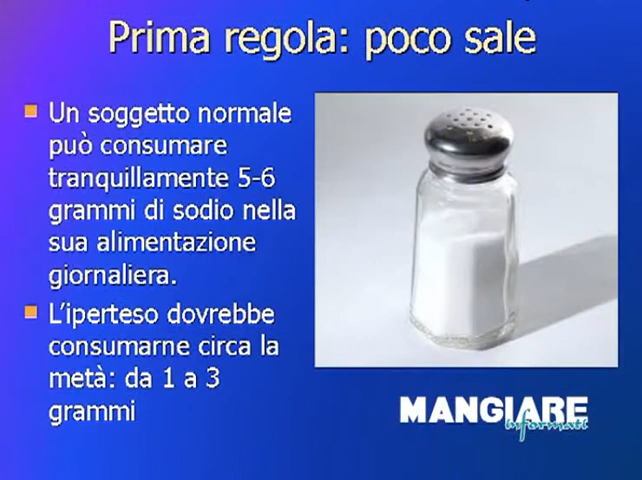 Prima regola: poco sale
Un soggetto normale
può consumare
tranquillamente 5-6
grammi di sodio nella
sua alimentazione
giornaliera.
L'iperteso dovrebbe
consumarne circa la
metà: da 1 a 3
grammi
MANGIARE
informati